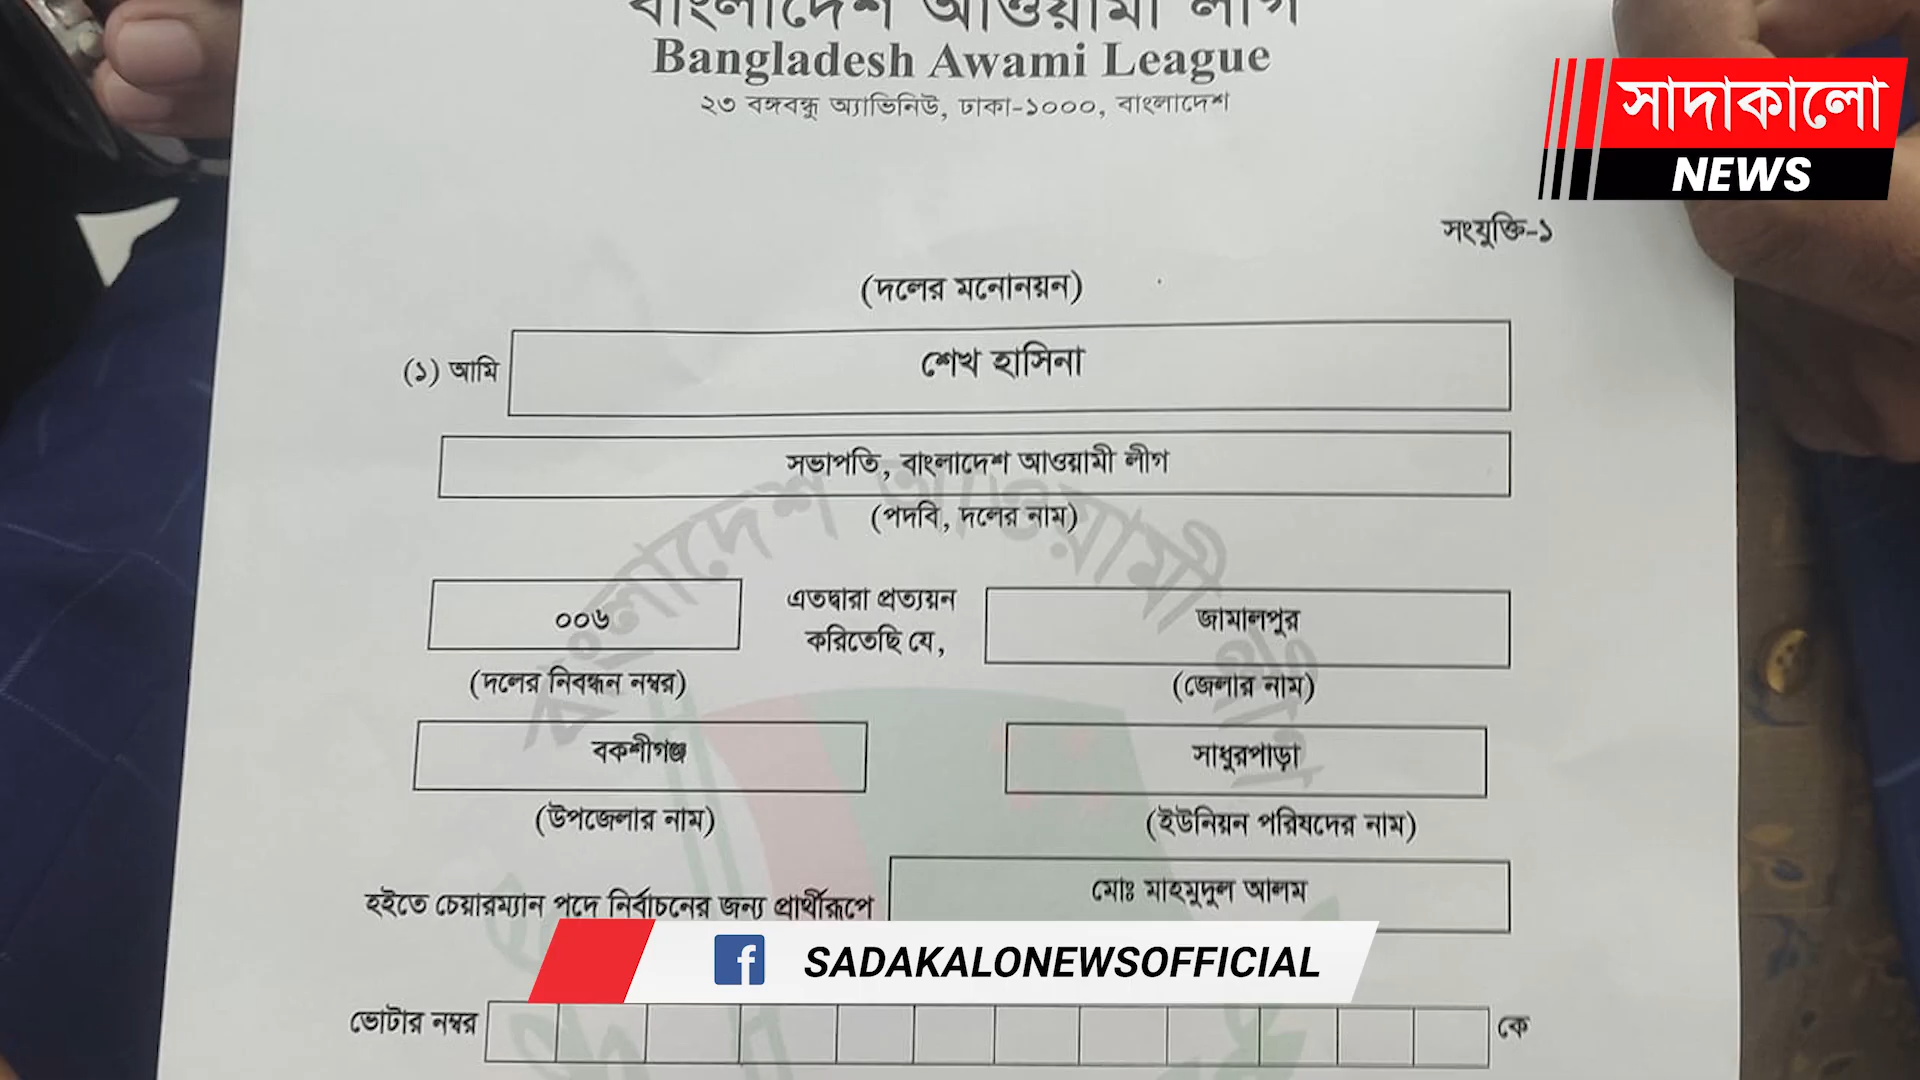 বাংলাদেশ আওয়ামী লীগ
Bangladesh Awami League
২৩ বঙ্গবন্ধু অ্যাভিনিউ, ঢাকা-১০০০, বাংলাদেশ
সাদাকালো
NEWS
সংযুক্তি-১
(দলের মনোনয়ন)
(১) আমি শেখ হাসিনা
সভাপতি, বাংলাদেশ আওয়ামী লীগ
(পদবি, দলের নাম)
০০৬ এতদ্বারা প্রত্যয়ন করিতেছি যে, জামালপুর
(দলের নিবন্ধন নম্বর) (জেলার নাম)
বকশীগঞ্জ সাধুরপাড়া
(উপজেলার নাম) (ইউনিয়ন পরিষদের নাম)
হইতে চেয়ারম্যান পদে নির্বাচনের জন্য প্রার্থীরূপে মোঃ মাহমুদুল আলম
SADAKALONEWSOFFICIAL
ভোটার নম্বর কে
বাংলাদেশ আওয়ামী লীগ